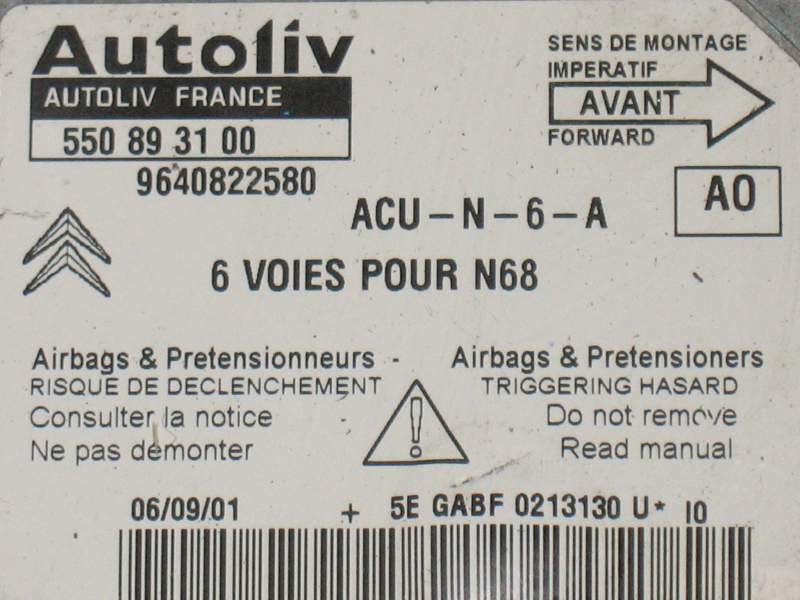 Autoliv
AUTOLIV FRANCE
550 89 31 00
9640822580
SENS DE MONTAGE
IMPERATIF
AVANT
FORWARD
ACU-N-6-A
A0
6 VOIES POUR N68
Airbags & Pretensionneurs -
RISQUE DE DECLENCHEMENT
Consulter la notice
Ne pas démonter
!
Airbags & Pretensioners
TRIGGERING HASARD
Do not remove
Read manual
06/09/01 + 5E GABF 0213130 U* I0